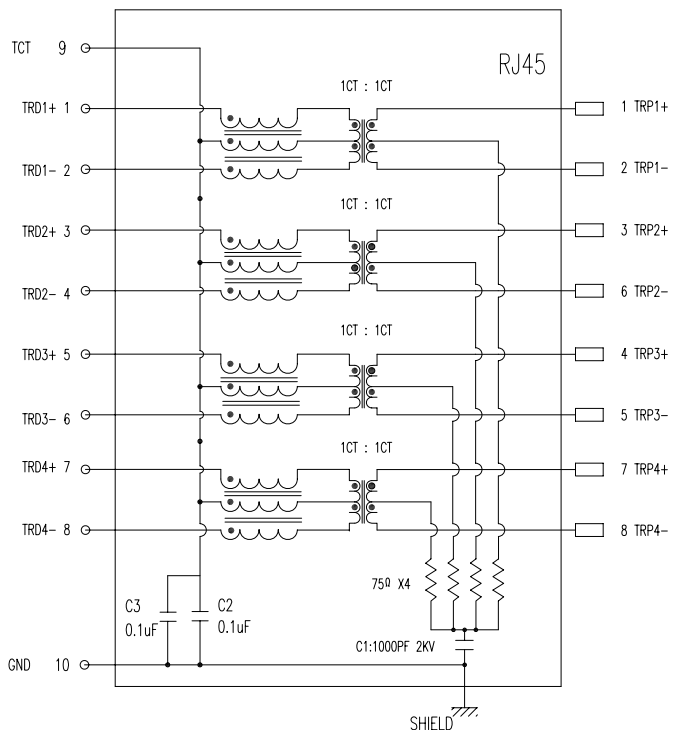 TCT 9
RJ45
1CT : 1CT
TRD1+ 1
1 TRP1+
TRD1- 2
2 TRP1-
1CT : 1CT
TRD2+ 3
3 TRP2+
TRD2- 4
6 TRP2-
1CT : 1CT
TRD3+ 5
4 TRP3+
TRD3- 6
5 TRP3-
1CT : 1CT
TRD4+ 7
7 TRP4+
TRD4- 8
8 TRP4-
75Ω X4
C3
0.1uF
C2
0.1uF
C1:1000PF 2KV
GND 10
SHIELD